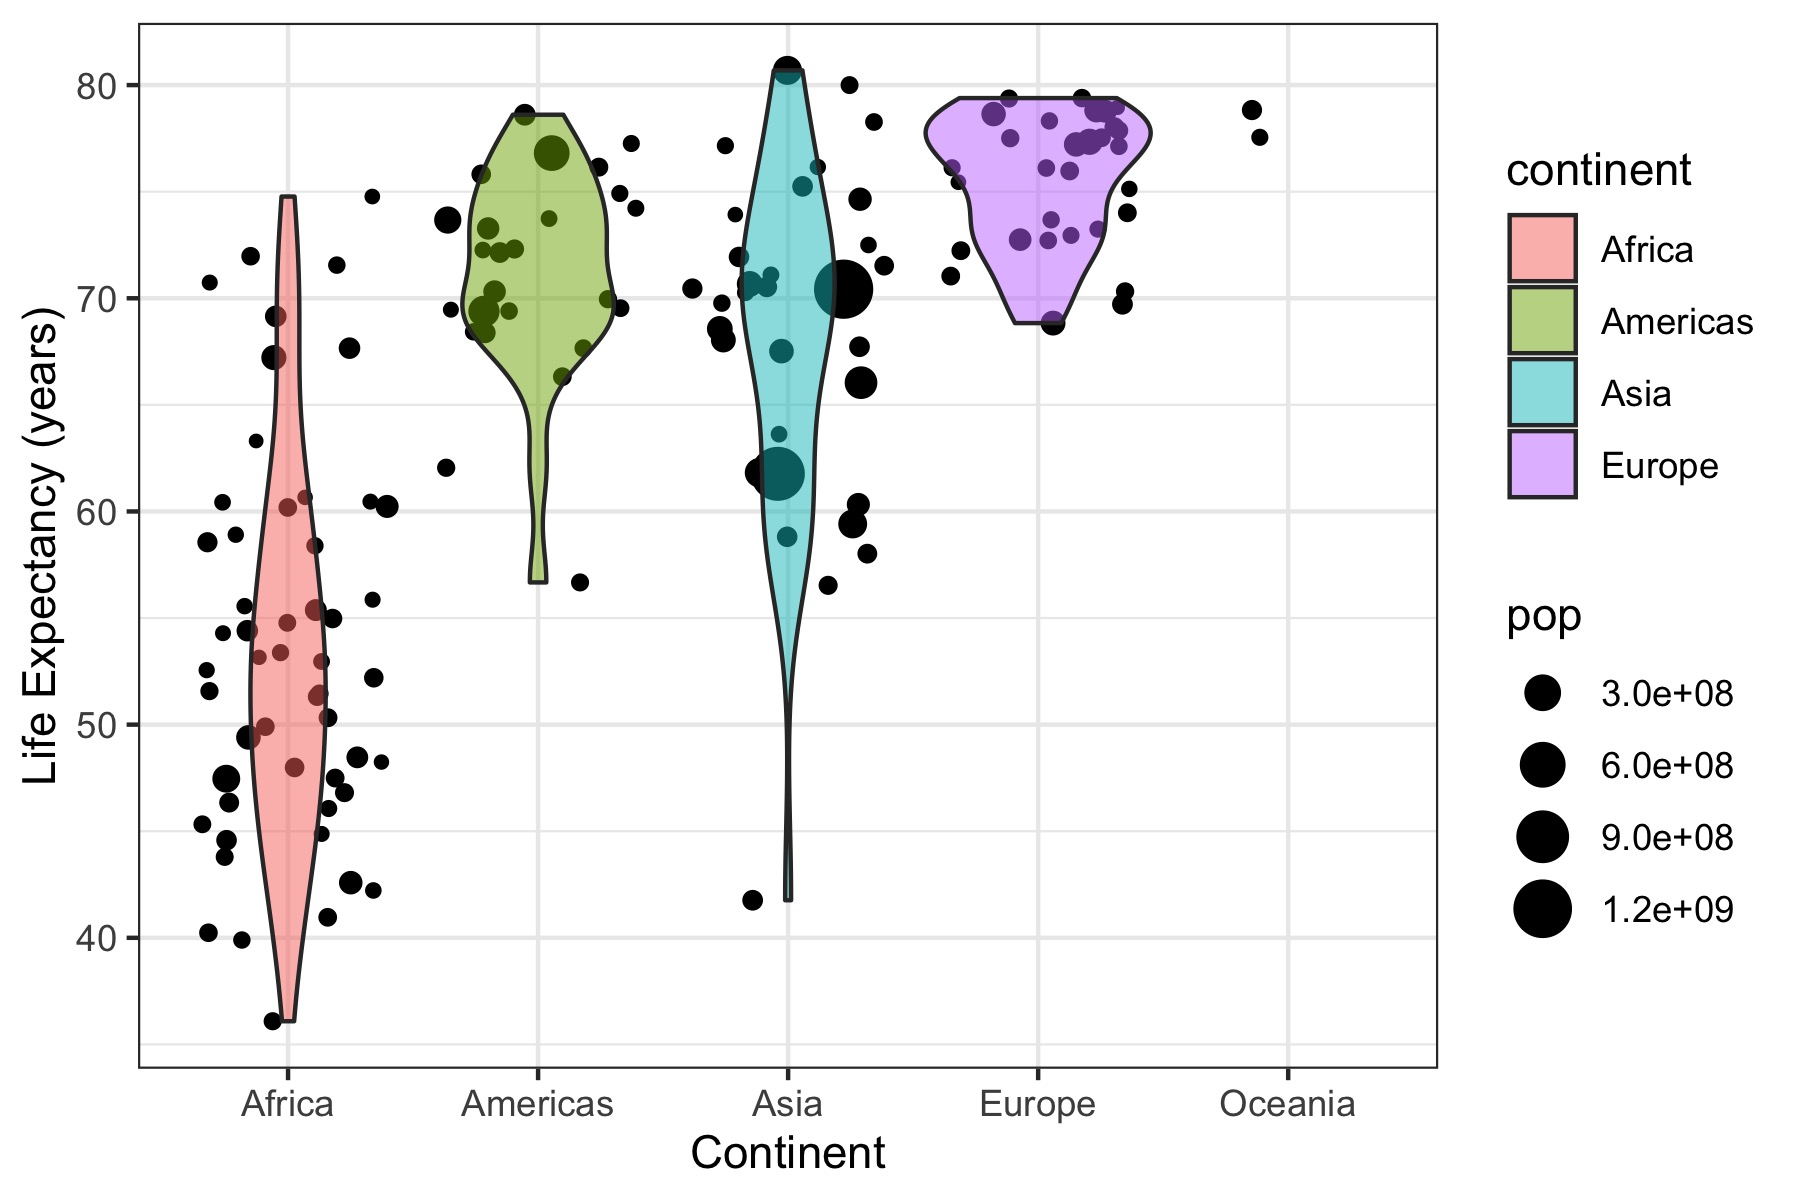 Life Expectancy (years)
80
70
60
50
40
Africa
Americas
Asia
Europe
Oceania
Continent
continent
Africa
Americas
Asia
Europe
pop
3.0e+08
6.0e+08
9.0e+08
1.2e+09